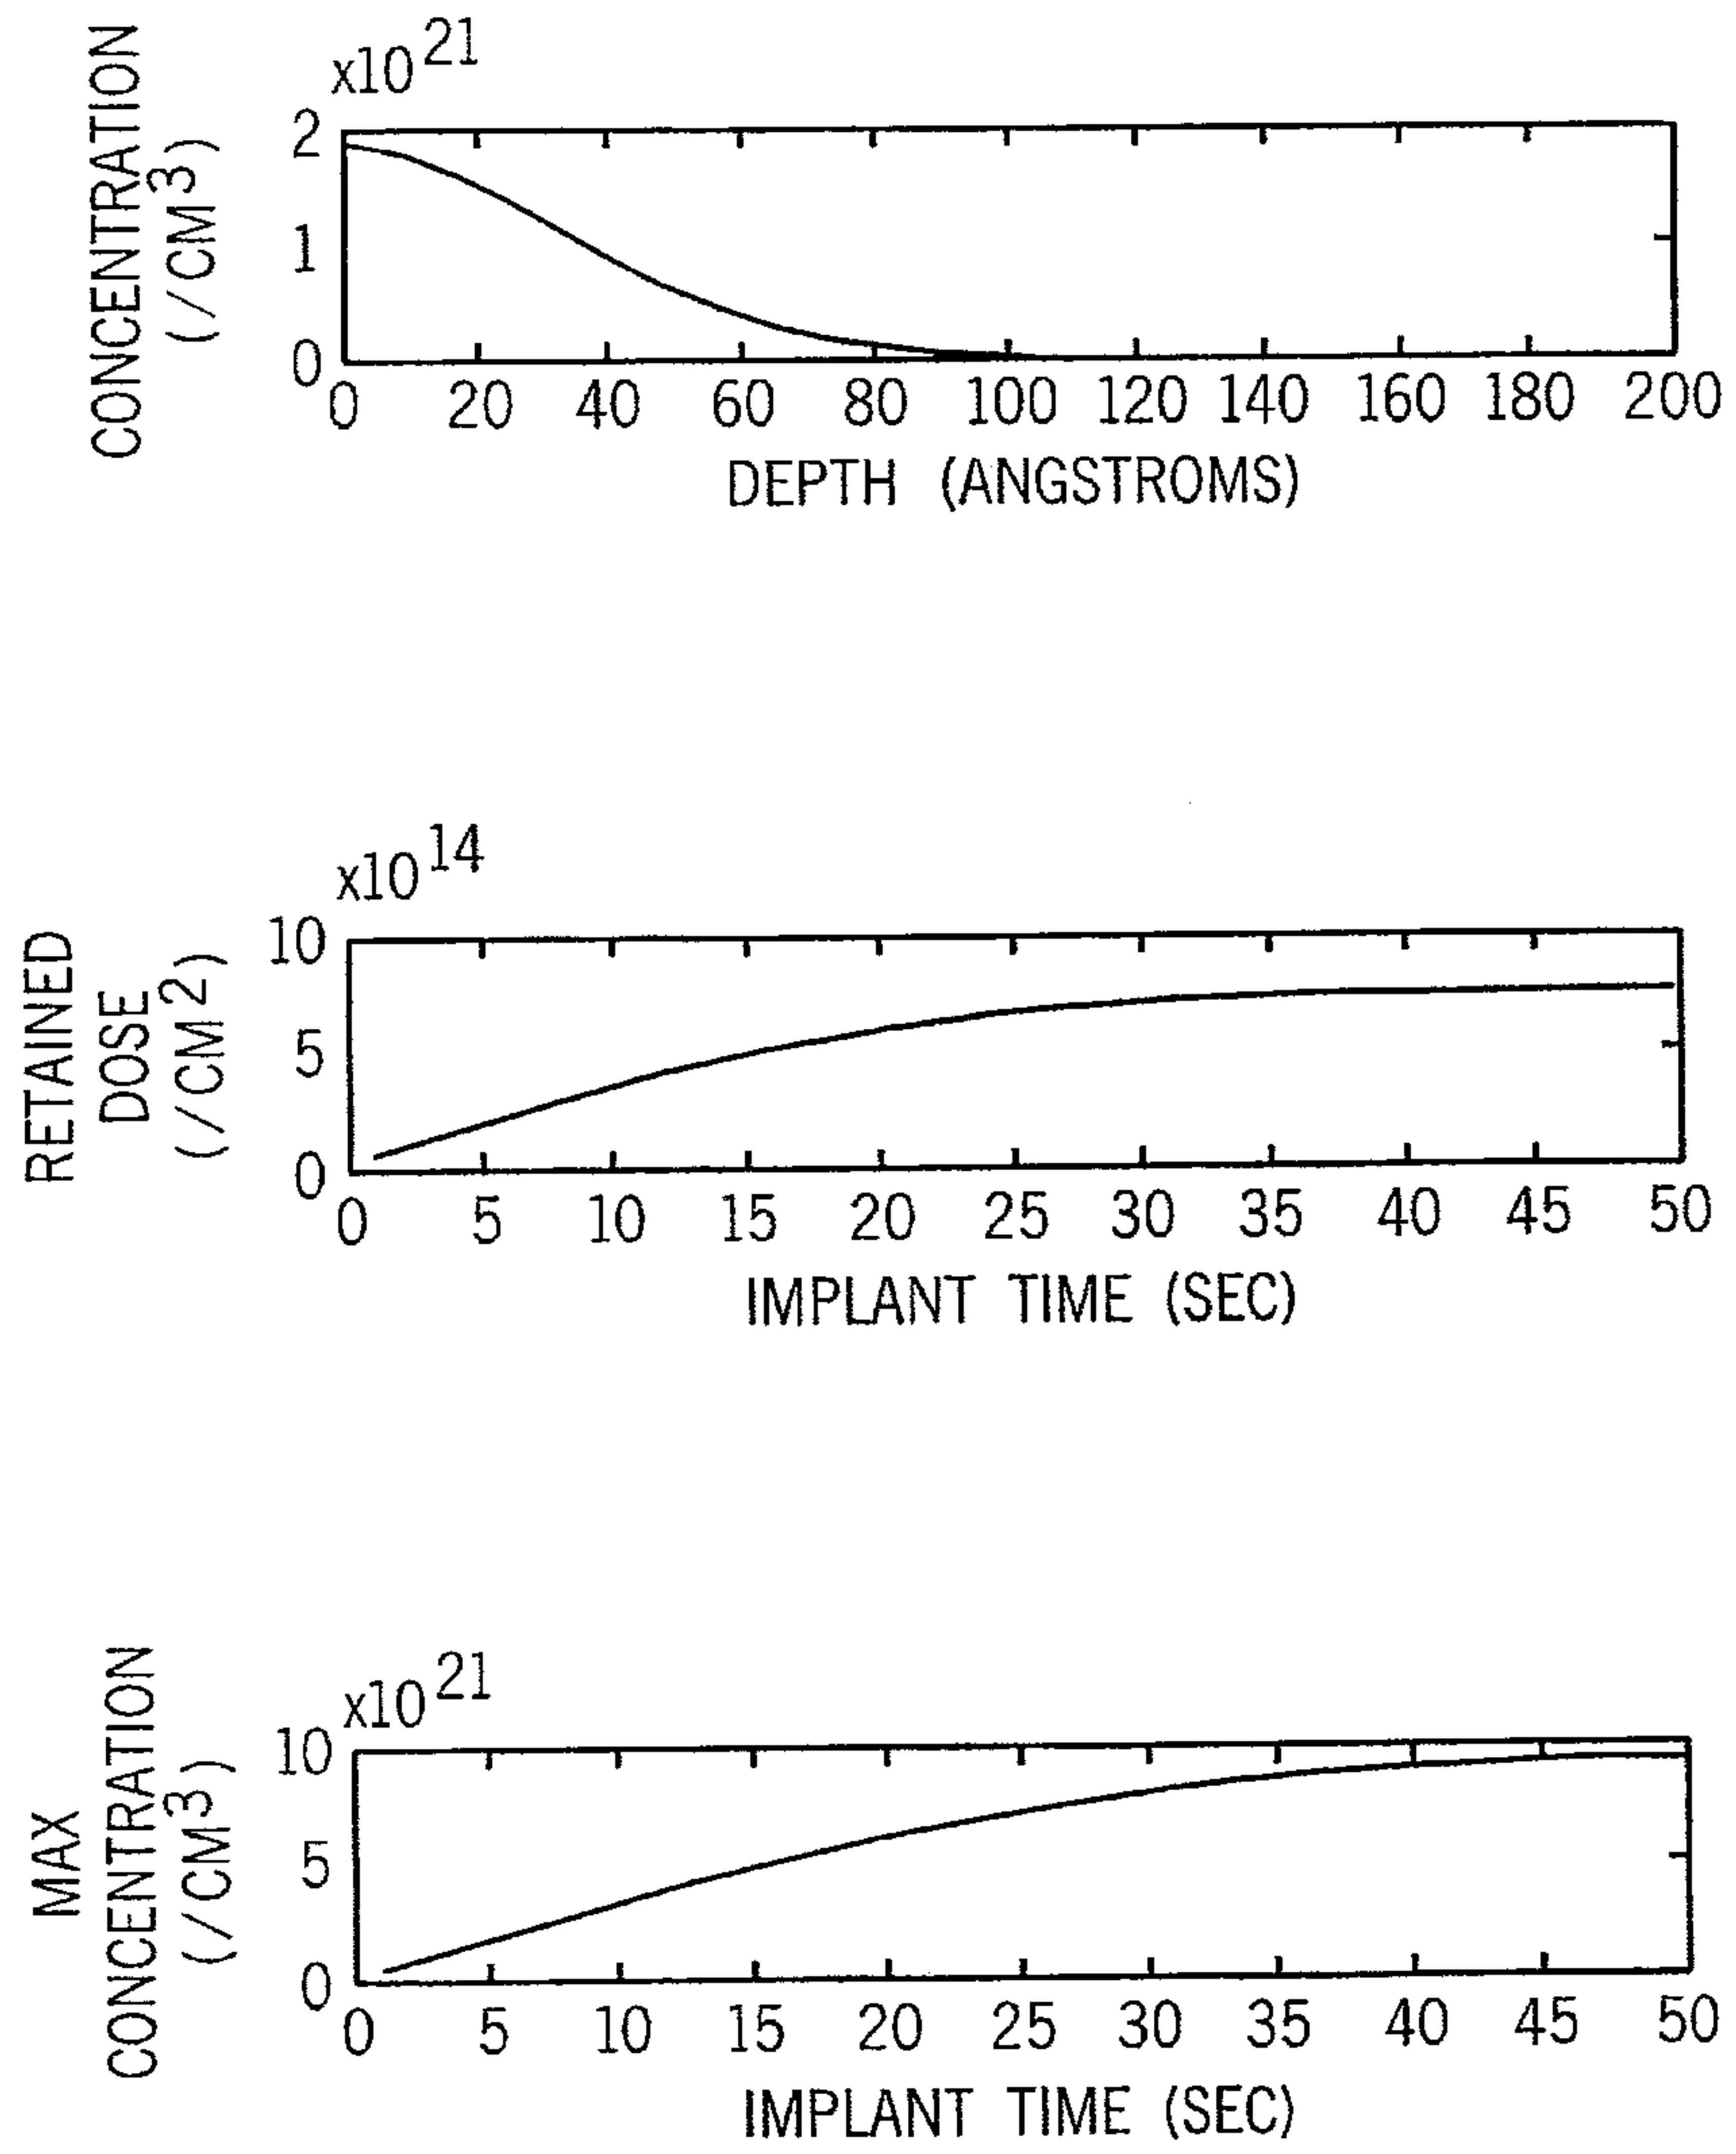 x10 21
CONCENTRATION
(/CM3)
2
1
0
0 20 40 60 80 100 120 140 160 180 200
DEPTH (ANGSTROMS)
x10 14
RETAINED
DOSE
(/CM2)
10
5
0
0 5 10 15 20 25 30 35 40 45 50
IMPLANT TIME (SEC)
x10 21
MAX
CONCENTRATION
(/CM3)
10
5
0
0 5 10 15 20 25 30 35 40 45 50
IMPLANT TIME (SEC)